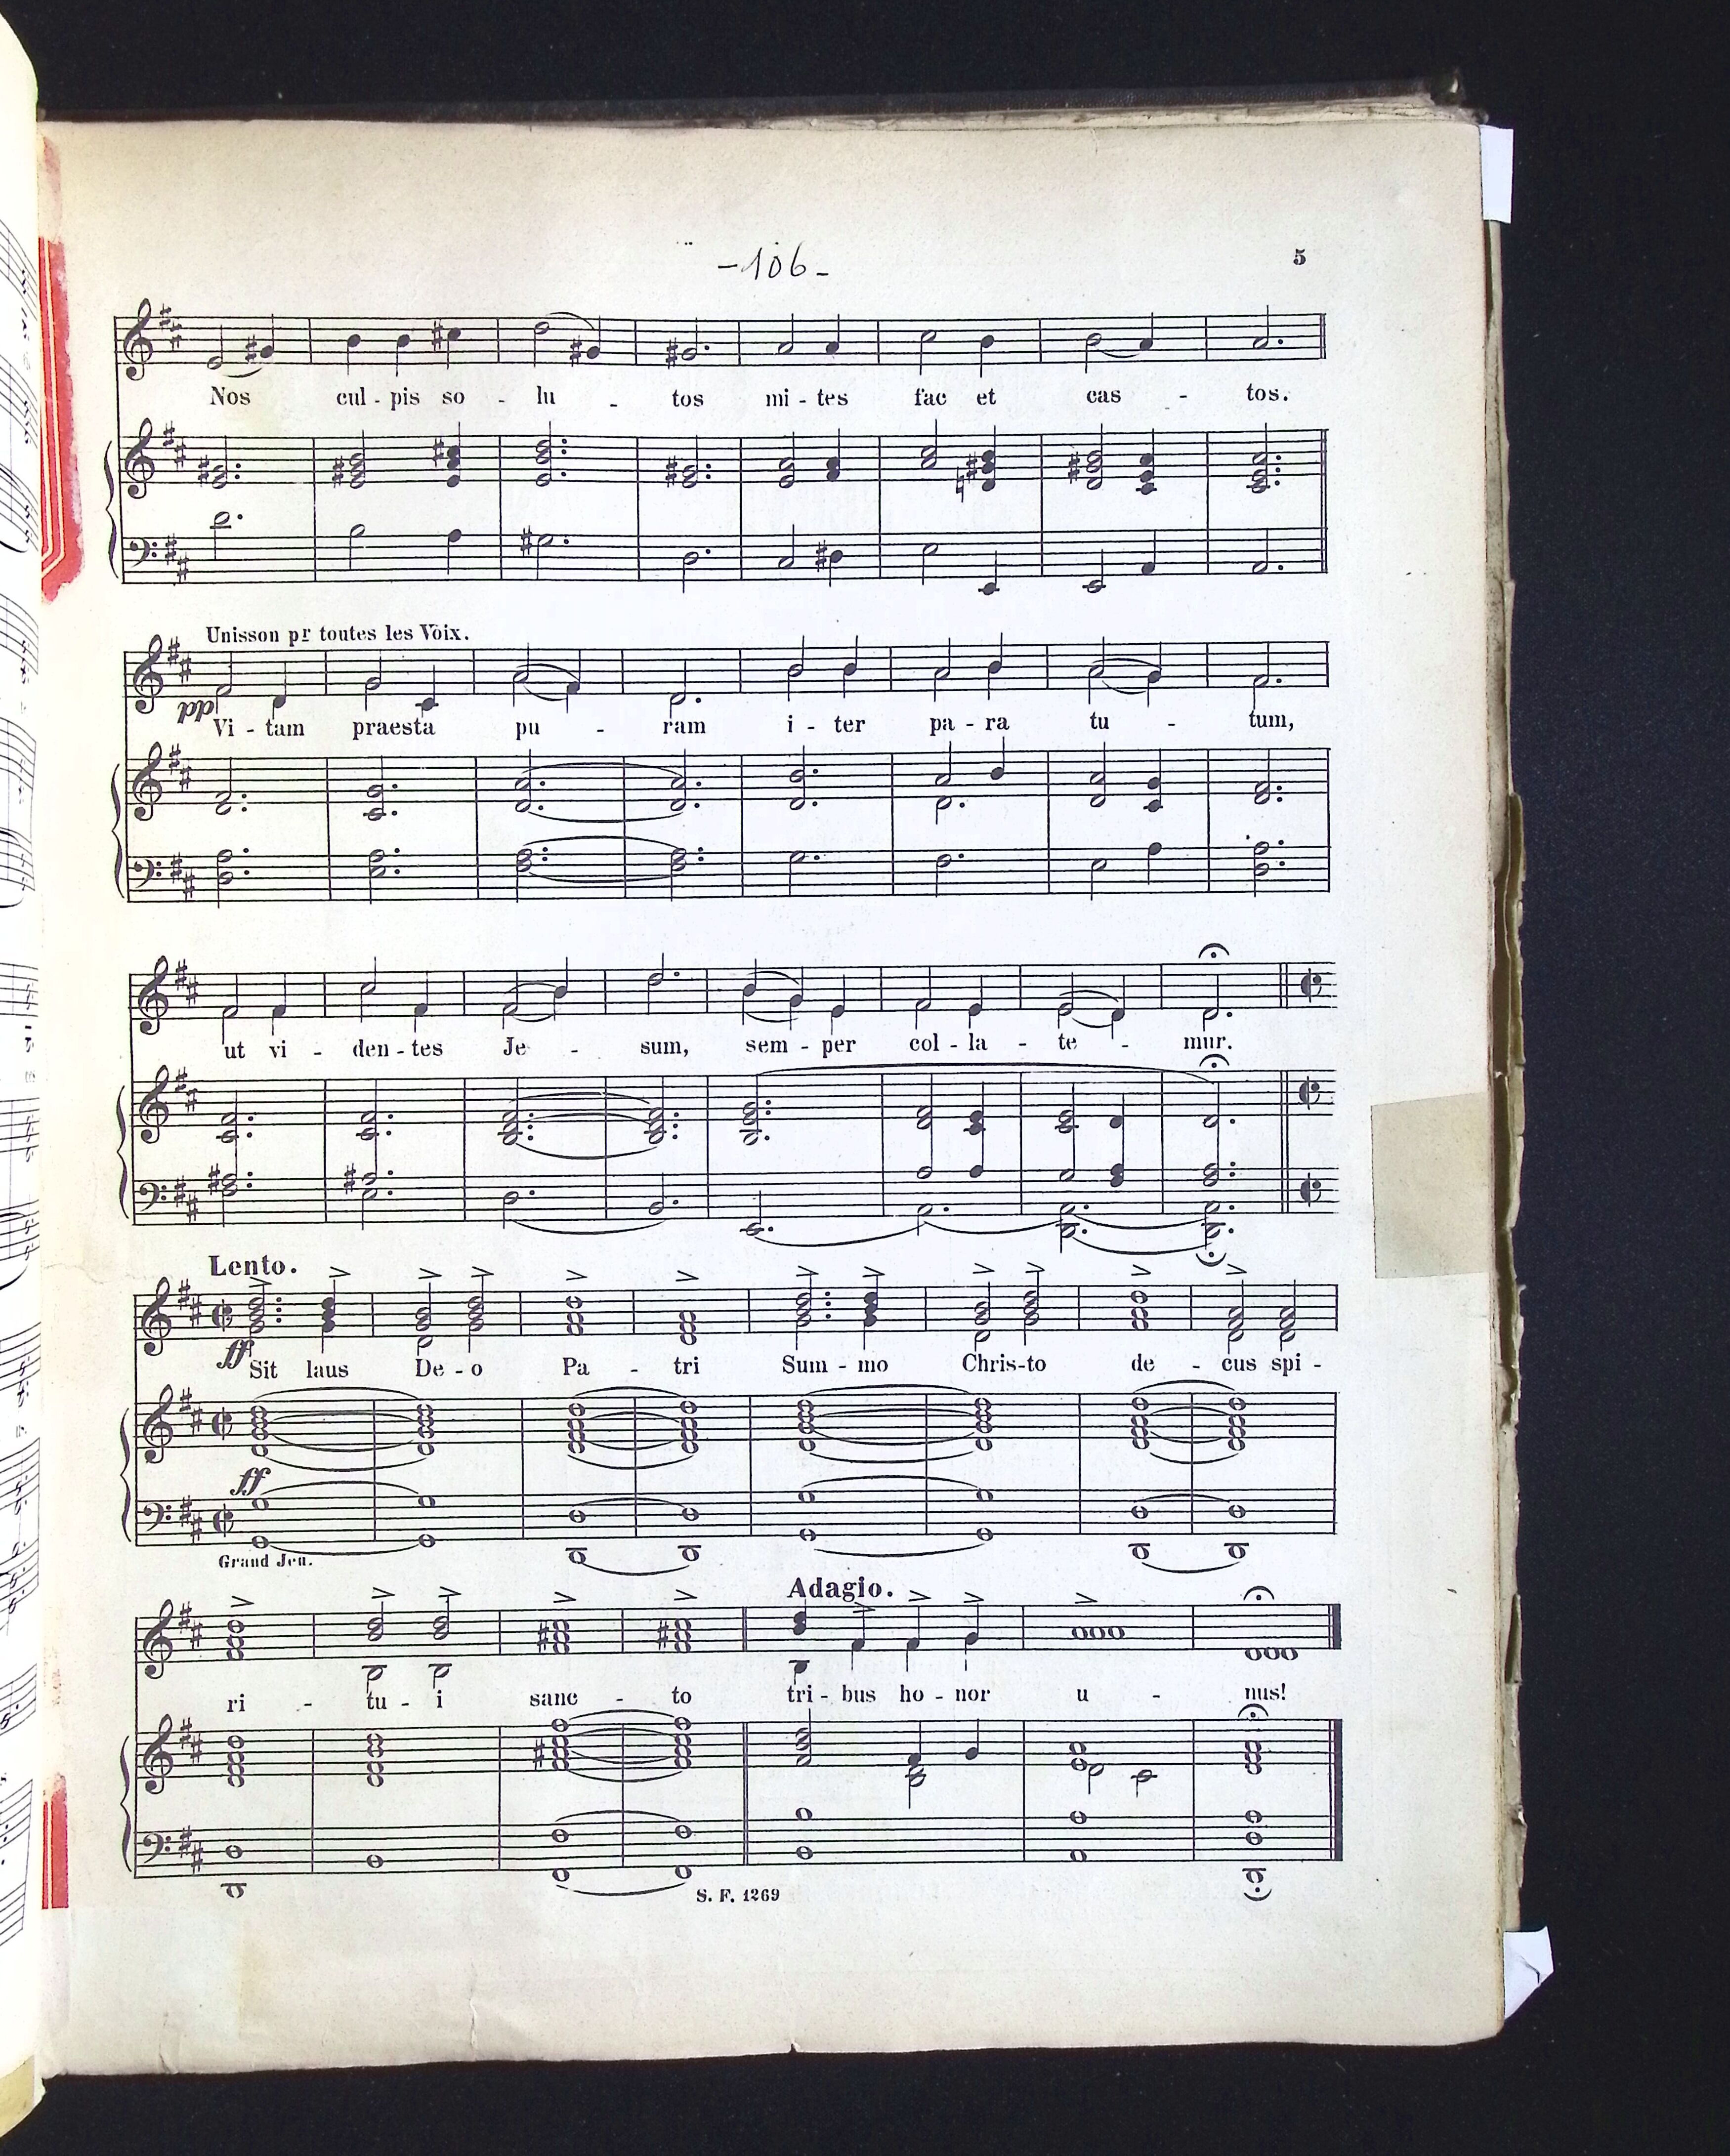 -106-
5
Nos cul - pis so - lu - tos mi - tes fac et cas - tos.
Unisson pr toutes les Voix.
pp
Vi - tam praesta pu - ram i - ter pa - ra tu - tum,
ut vi - den - tes Je - sum, sem - per col - la - te - mur.
Lento.
ff
Sit laus De - o Pa - tri Sum - mo Chris-to de - cus spi -
ff
Grand Jeu.
Adagio.
ri - tu - i sanc - to tri - bus ho - nor u - nus!
S. F. 1269